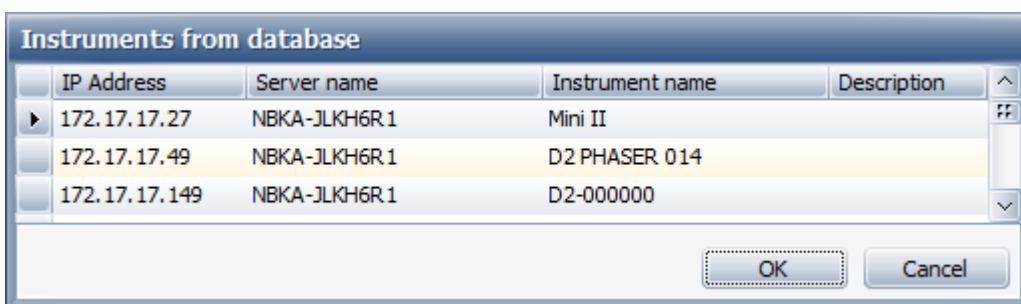 Instruments from database
IP Address Server name Instrument name Description
172.17.17.27 NBKA-JLKH6R1 Mini II
172.17.17.49 NBKA-JLKH6R1 D2 PHASER 014
172.17.17.149 NBKA-JLKH6R1 D2-000000
OK Cancel